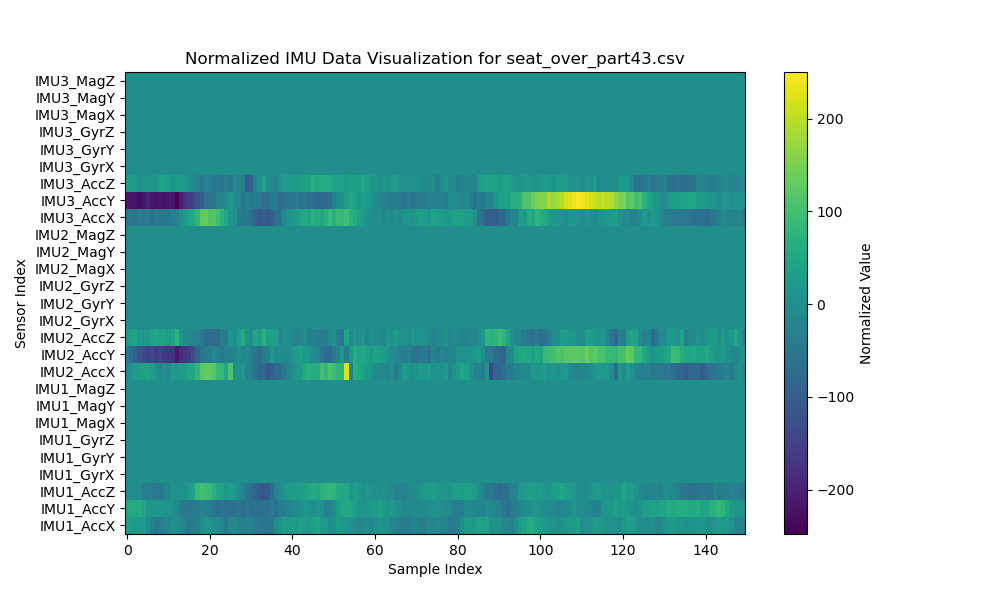 Normalized IMU Data Visualization for seat_over_part43.csv
IMU3_MagZ
IMU3_MagY
IMU3_MagX
IMU3_GyrZ
IMU3_GyrY
IMU3_GyrX
IMU3_AccZ
IMU3_AccY
IMU3_AccX
IMU2_MagZ
IMU2_MagY
IMU2_MagX
IMU2_GyrZ
IMU2_GyrY
IMU2_GyrX
IMU2_AccZ
IMU2_AccY
IMU2_AccX
IMU1_MagZ
IMU1_MagY
IMU1_MagX
IMU1_GyrZ
IMU1_GyrY
IMU1_GyrX
IMU1_AccZ
IMU1_AccY
IMU1_AccX
Sensor Index
0 20 40 60 80 100 120 140
Sample Index
200
100
0
−100
−200
Normalized Value